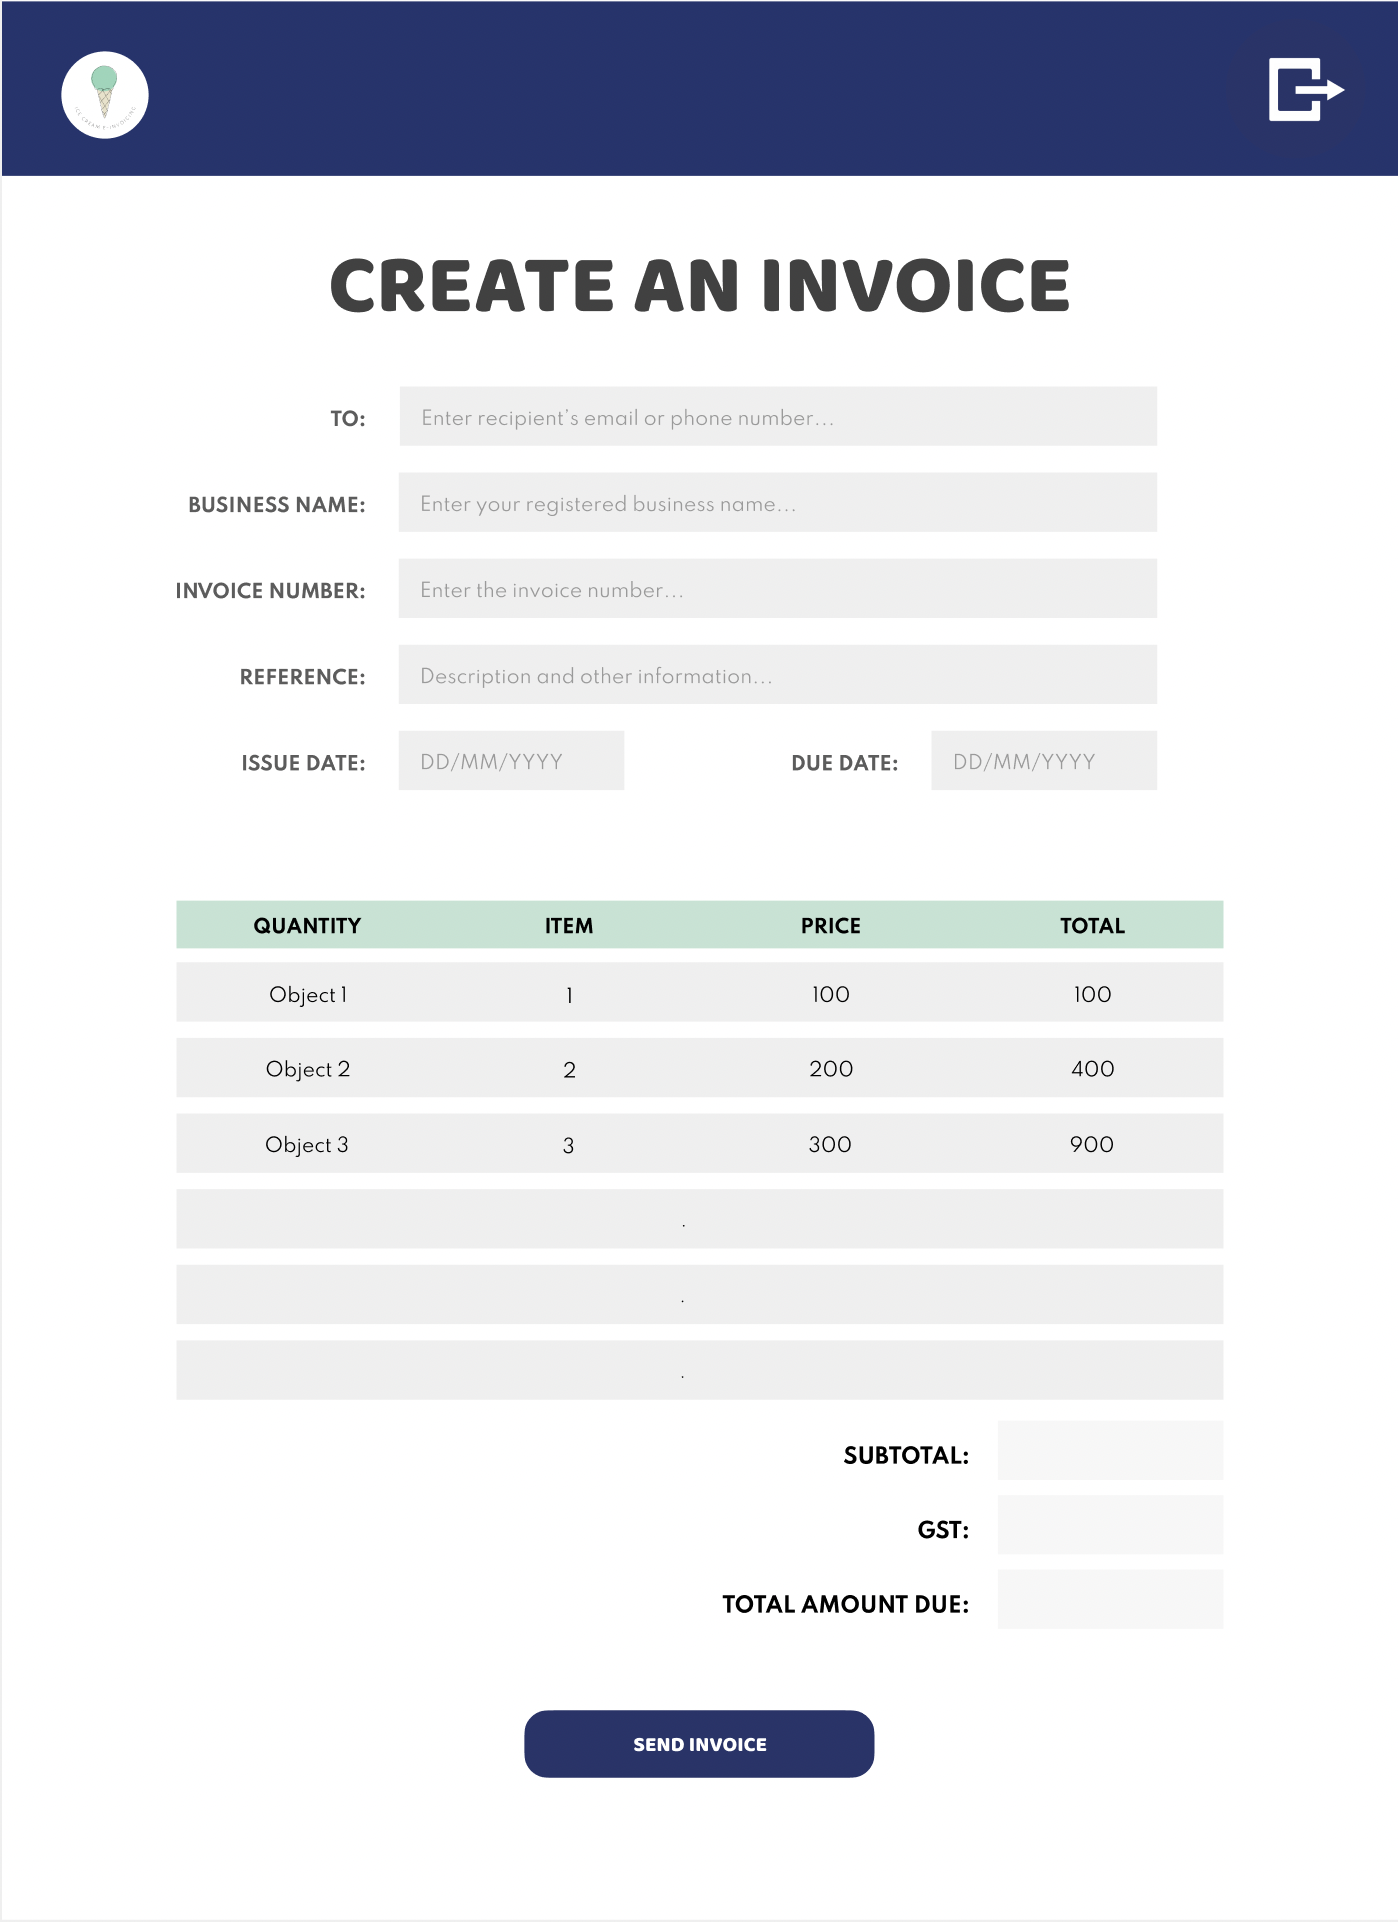 ICE CREAM E-INVOICING
CREATE AN INVOICE
TO: Enter recipient's email or phone number...
BUSINESS NAME: Enter your registered business name...
INVOICE NUMBER: Enter the invoice number...
REFERENCE: Description and other information...
ISSUE DATE: DD/MM/YYYY DUE DATE: DD/MM/YYYY
QUANTITY ITEM PRICE TOTAL
Object 1 1 100 100
Object 2 2 200 400
Object 3 3 300 900
.
.
.
SUBTOTAL:
GST:
TOTAL AMOUNT DUE:
SEND INVOICE